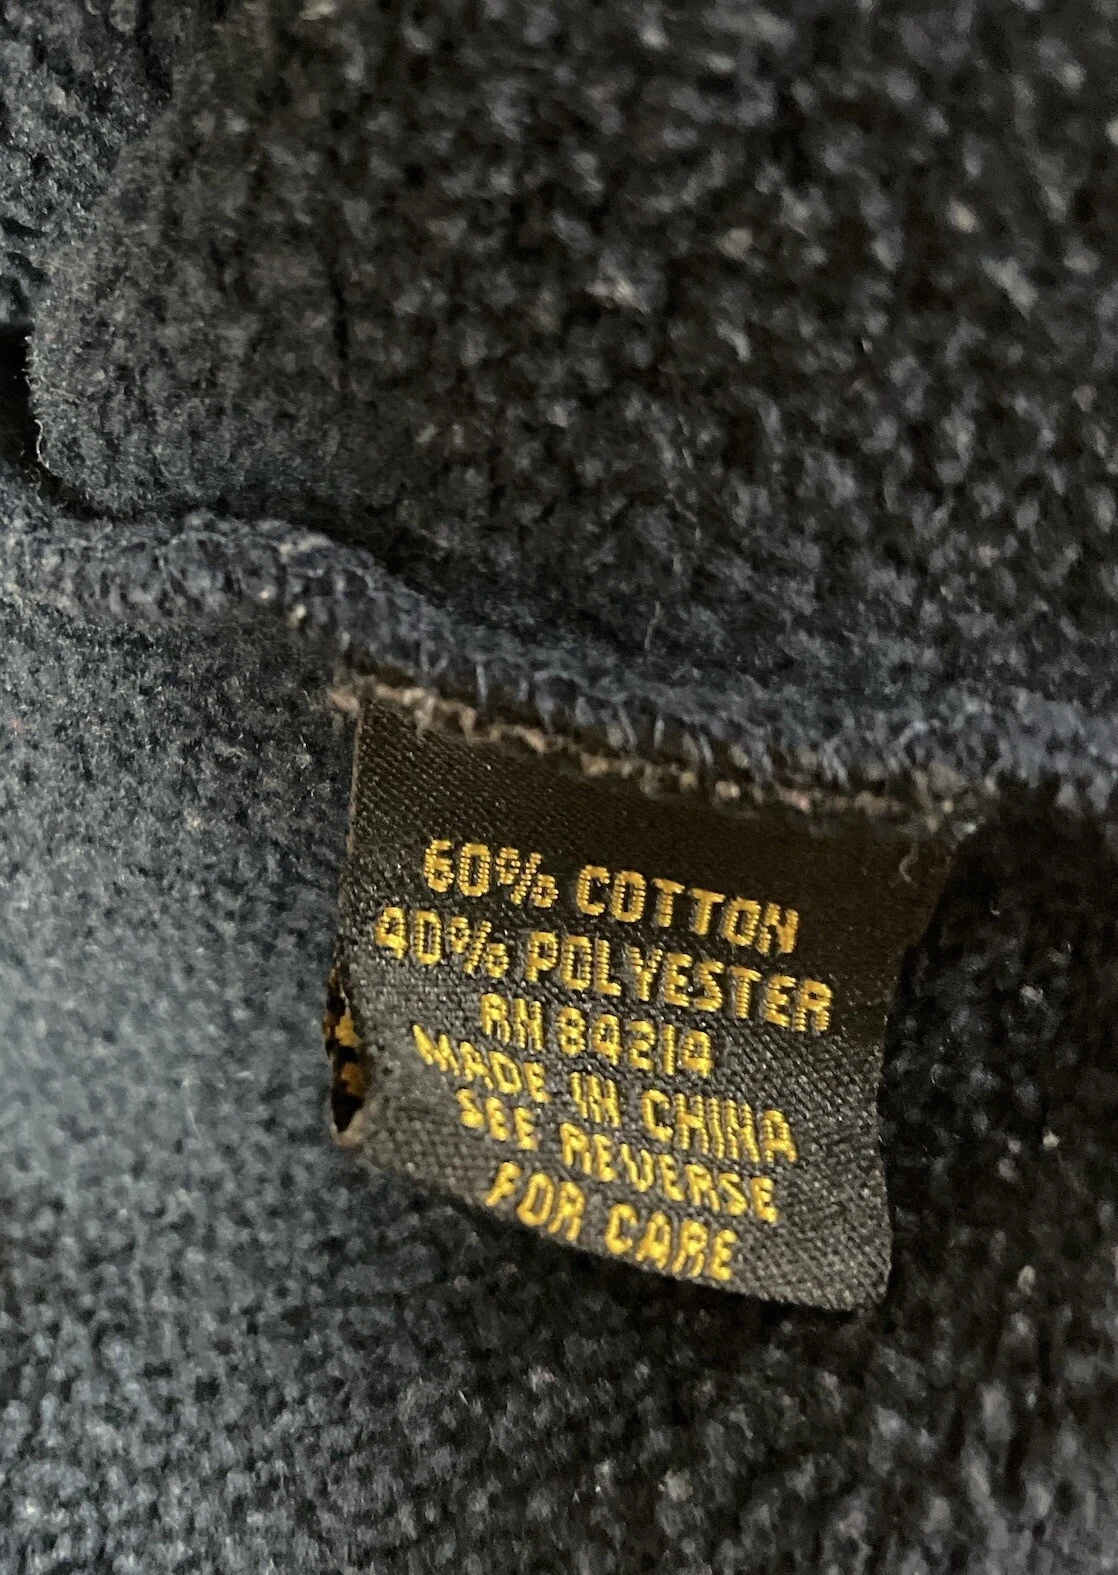 60% COTTON
40% POLYESTER
RN 84214
MADE IN CHINA
SEE REVERSE
FOR CARE